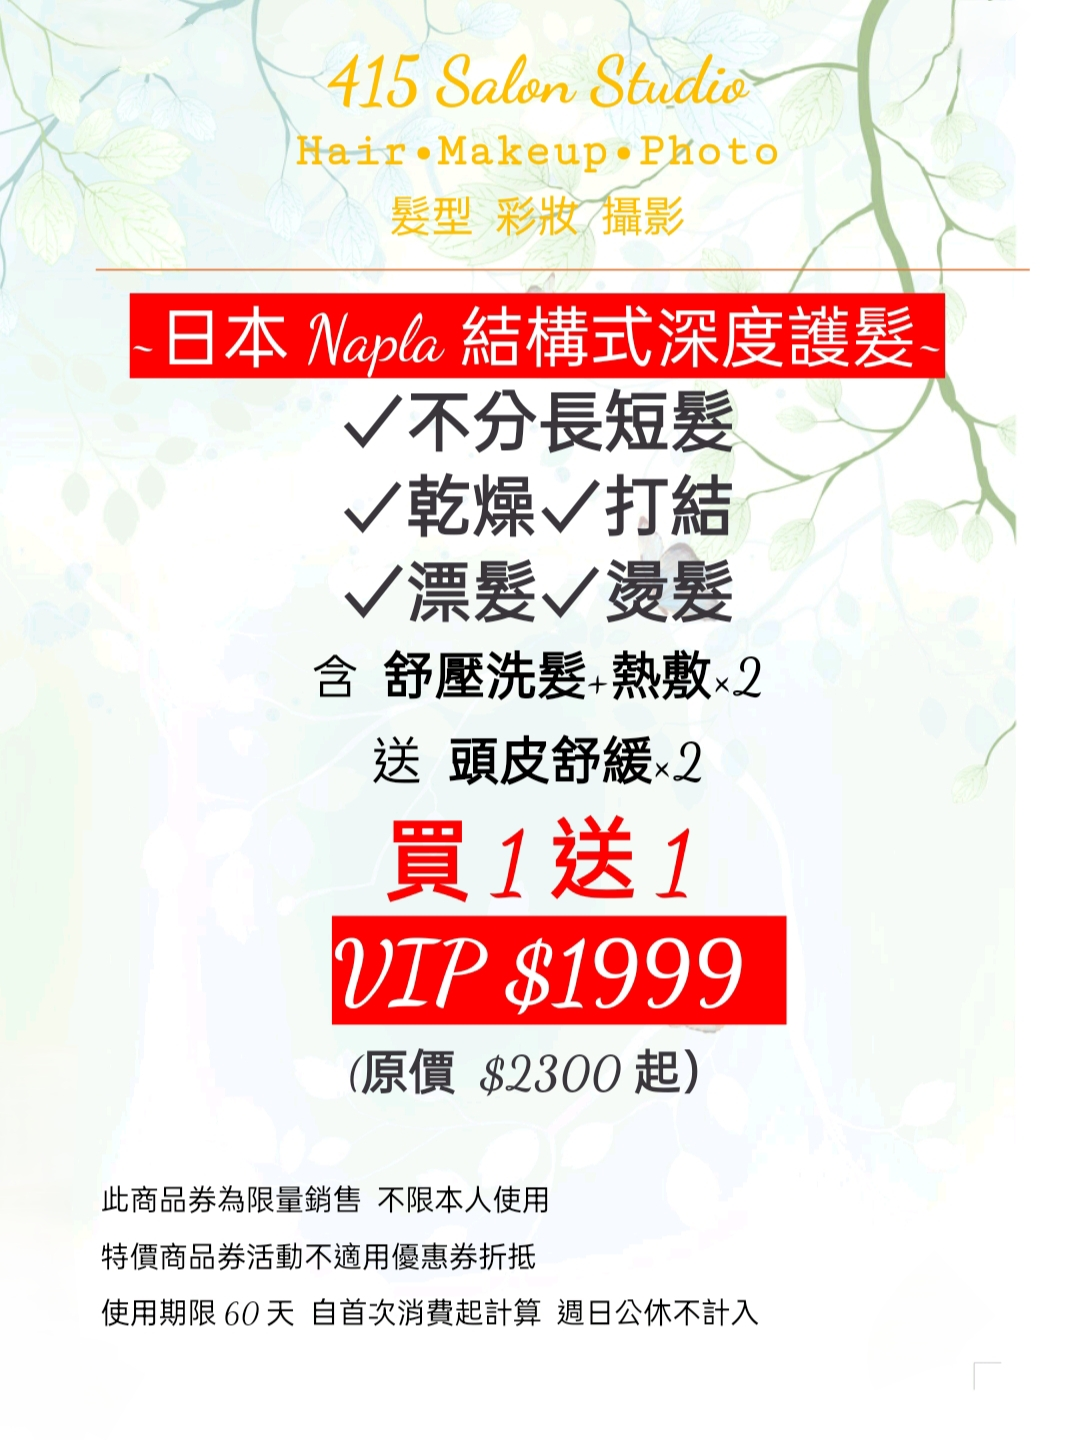 415 Salon Studio
Hair•Makeup•Photo
髮型 彩妝 攝影
~日本 Napla 結構式深度護髮~
✓不分長短髮
✓乾燥✓打結
✓漂髮✓燙髮
含 舒壓洗髮+熱敷×2
送 頭皮舒緩×2
買1送1
VIP $1999
(原價 $2300 起)
此商品券為限量銷售 不限本人使用
特價商品券活動不適用優惠券折抵
使用期限 60 天 自首次消費起計算 週日公休不計入